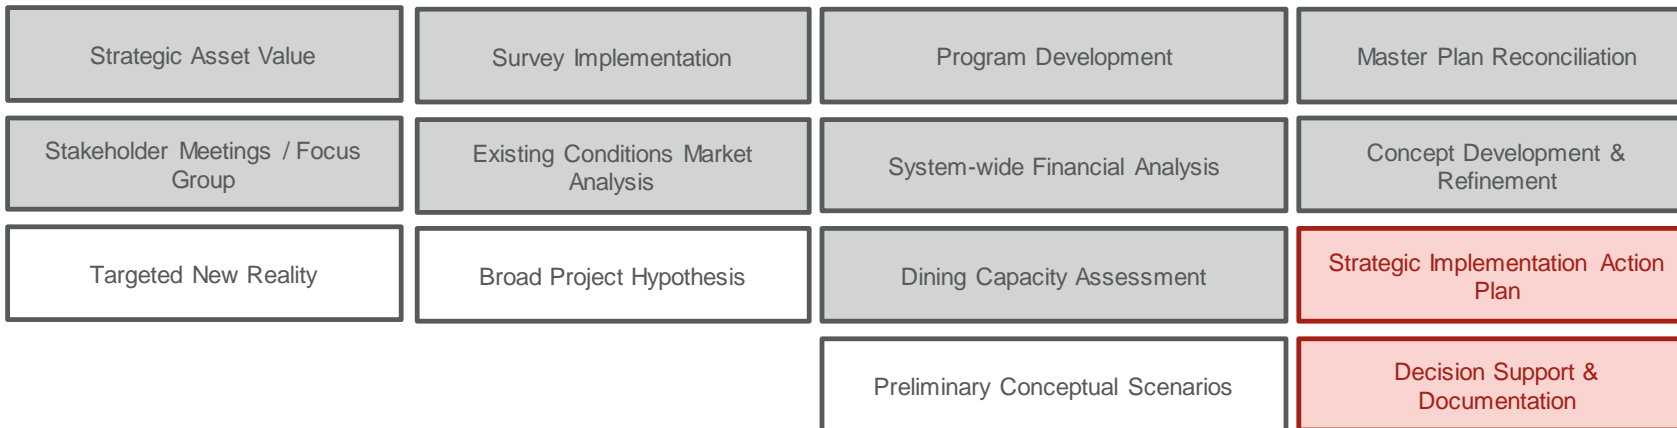 Strategic Asset Value
Survey Implementation
Program Development
Master Plan Reconciliation
Stakeholder Meetings / Focus
Group
Existing Conditions Market
Analysis
System-wide Financial Analysis
Concept Development &
Refinement
Targeted New Reality
Broad Project Hypothesis
Dining Capacity Assessment
Strategic Implementation Action
Plan
Preliminary Conceptual Scenarios
Decision Support &
Documentation